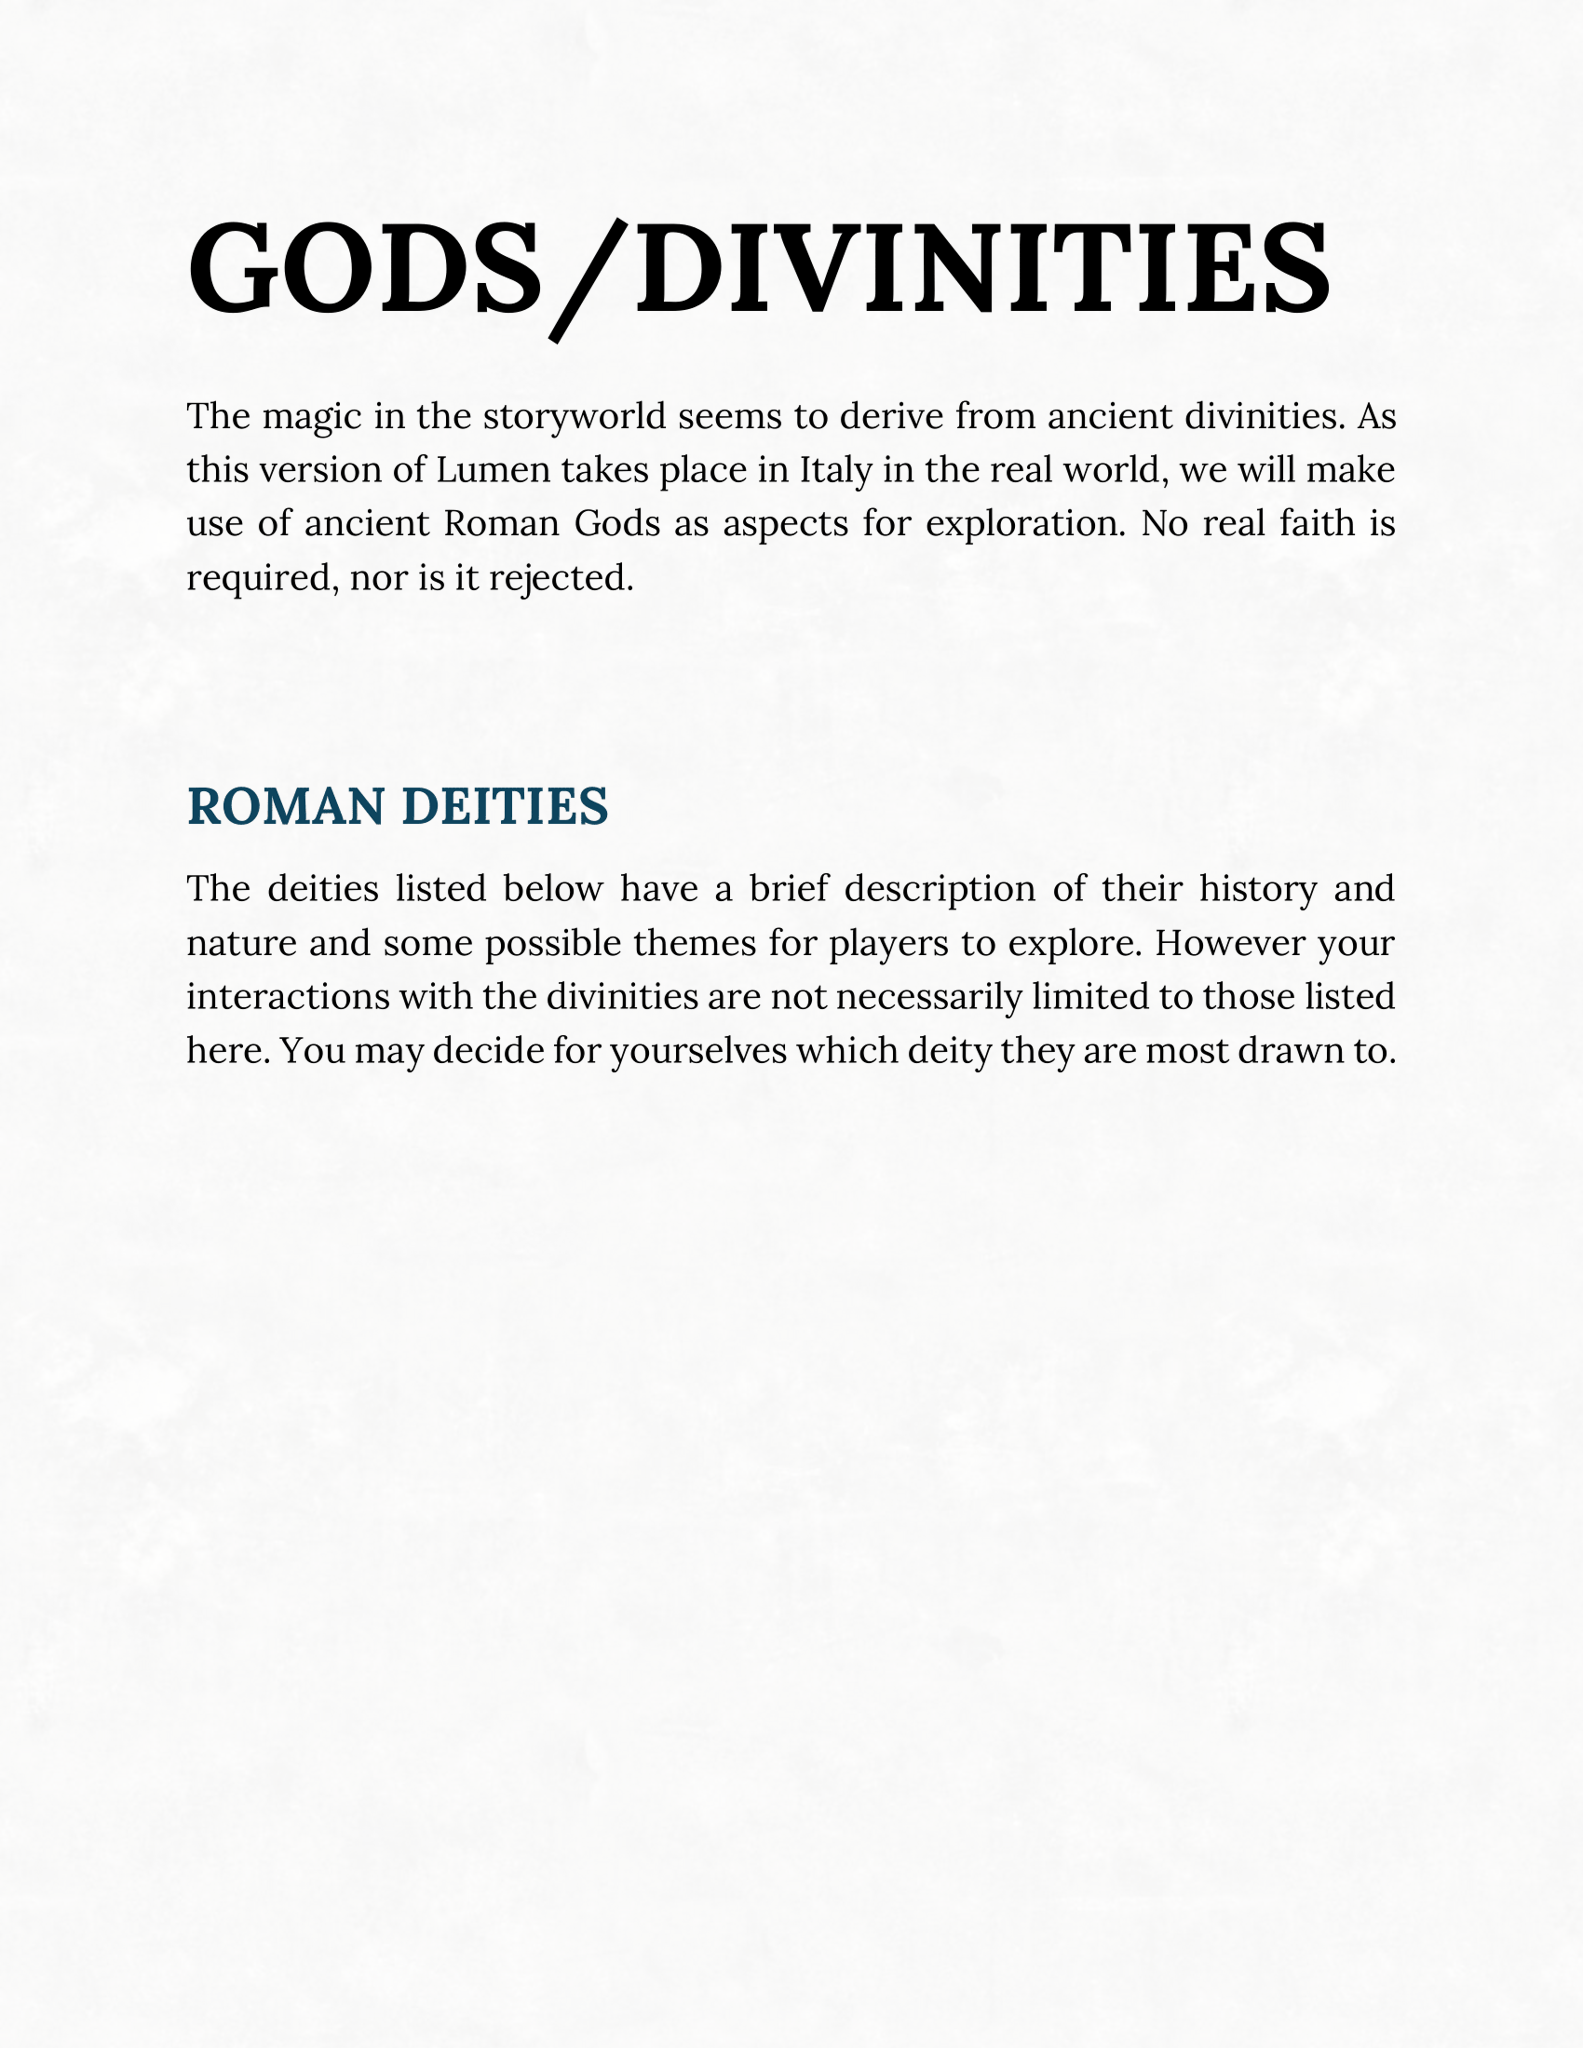 GODS/DIVINITIES
The magic in the storyworld seems to derive from ancient divinities. As
this version of Lumen takes place in Italy in the real world, we will make
use of ancient Roman Gods as aspects for exploration. No real faith is
required, nor is it rejected.
ROMAN DEITIES
The deities listed below have a brief description of their history and
nature and some possible themes for players to explore. However your
interactions with the divinities are not necessarily limited to those listed
here. You may decide for yourselves which deity they are most drawn to.